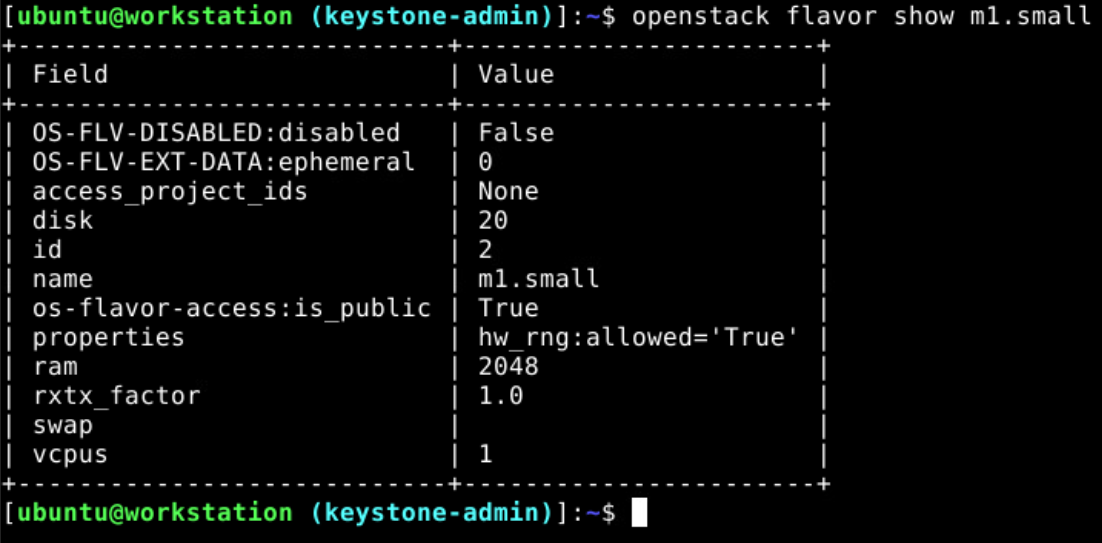 [ubuntu@workstation (keystone-admin)]:~$ openstack flavor show m1.small
+----------------------------+-----------------------+
| Field                      | Value                 |
+----------------------------+-----------------------+
| OS-FLV-DISABLED:disabled   | False                 |
| OS-FLV-EXT-DATA:ephemeral  | 0                     |
| access_project_ids         | None                  |
| disk                       | 20                    |
| id                         | 2                     |
| name                       | m1.small              |
| os-flavor-access:is_public | True                  |
| properties                 | hw_rng:allowed='True' |
| ram                        | 2048                  |
| rxtx_factor                | 1.0                   |
| swap                       |                       |
| vcpus                      | 1                     |
+----------------------------+-----------------------+
[ubuntu@workstation (keystone-admin)]:~$